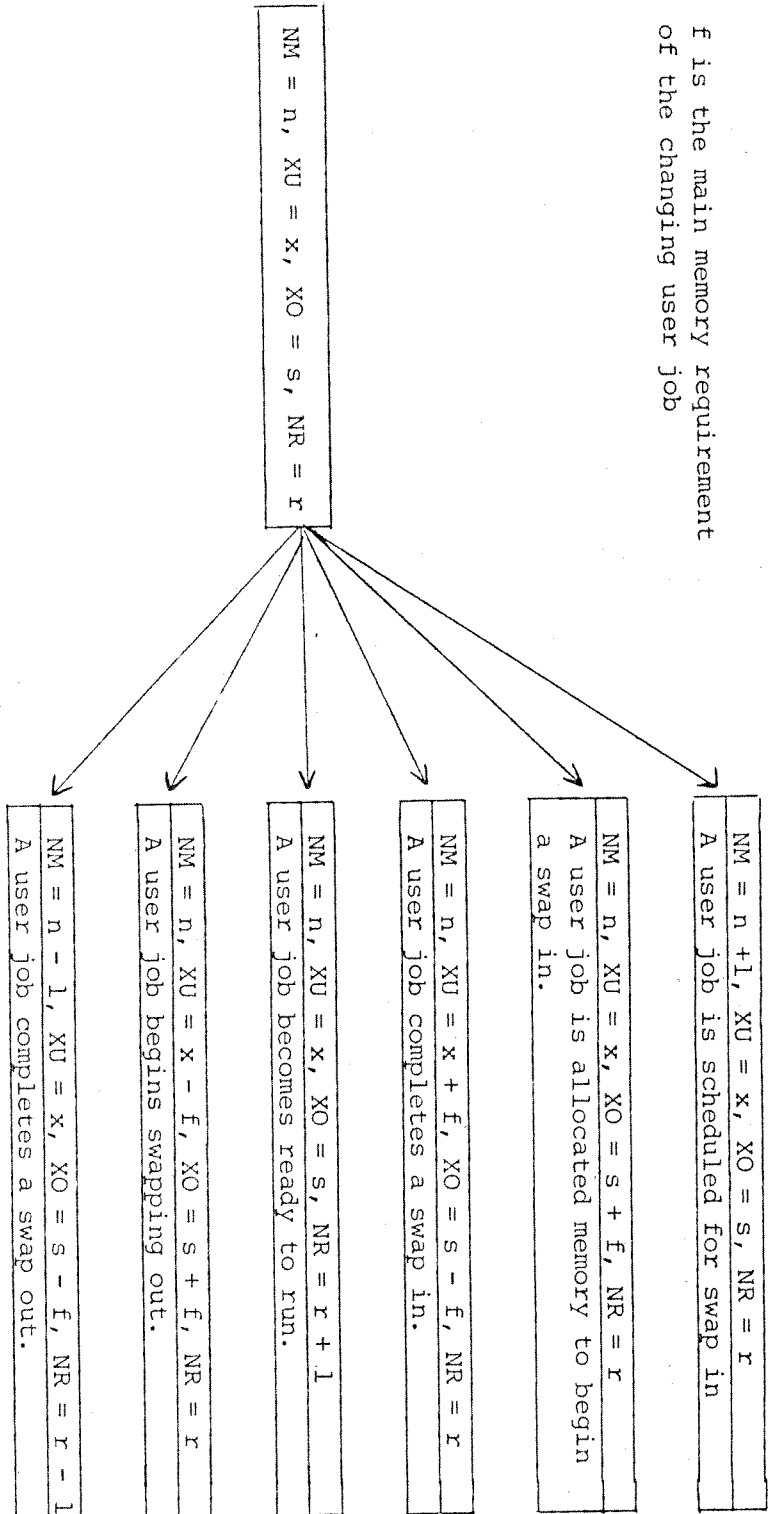 f is the main memory requirement
of the changing user job
NM = n, XU = x, XO = s, NR = r
NM = n +1, XU = x, XO = s, NR = r
A user job is scheduled for swap in
NM = n, XU = x, XO = s + f, NR = r
A user job is allocated memory to begin
a swap in.
NM = n, XU = x + f, XO = s - f, NR = r
A user job completes a swap in.
NM = n, XU = x, XO = s, NR = r + 1
A user job becomes ready to run.
NM = n, XU = x - f, XO = s + f, NR = r
A user job begins swapping out.
NM = n - 1, XU = x, XO = s - f, NR = r - 1
A user job completes a swap out.